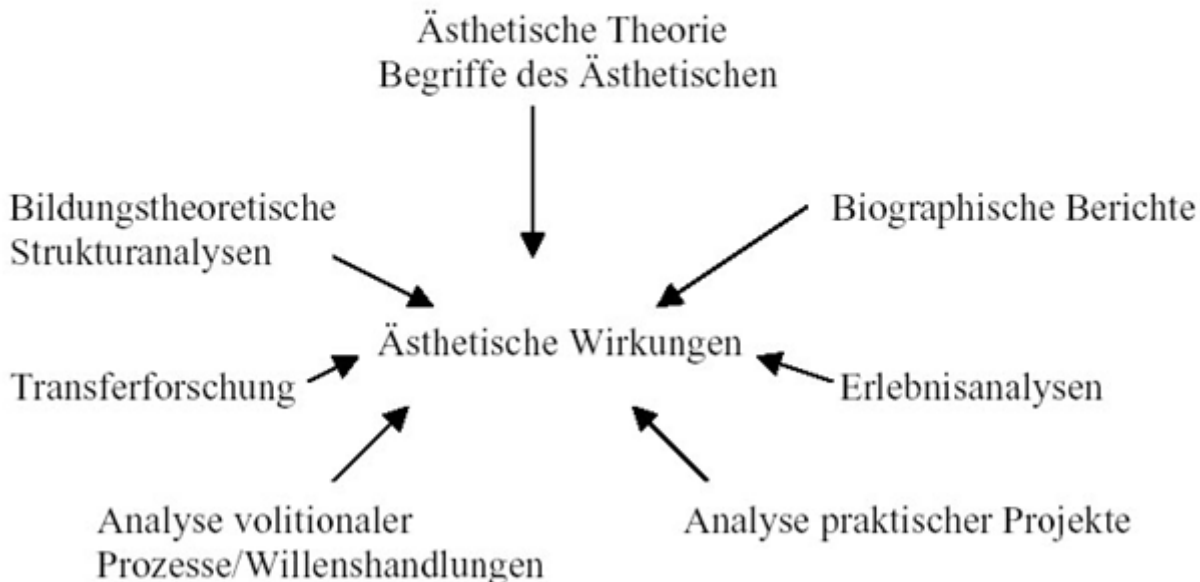 Ästhetische Theorie
Begriffe des Ästhetischen
Bildungstheoretische
Strukturanalysen
Biographische Berichte
Ästhetische Wirkungen
Transferforschung
Erlebnisanalysen
Analyse volitionaler
Prozesse/Willenshandlungen
Analyse praktischer Projekte